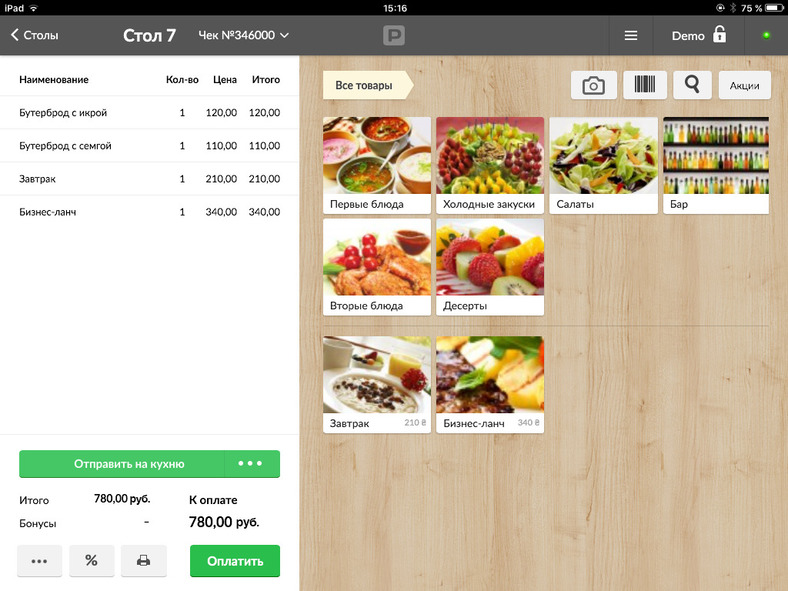 iPad 15:16 75 %
Столы Стол 7 Чек №346000 P Demo
Наименование Кол-во Цена Итого
Бутерброд с икрой 1 120,00 120,00
Бутерброд с семгой 1 110,00 110,00
Завтрак 1 210,00 210,00
Бизнес-ланч 1 340,00 340,00
Отправить на кухню
Итого 780,00 руб. К оплате
Бонусы - 780,00 руб.
% Оплатить
Все товары Акции
Первые блюда Холодные закуски Салаты Бар
Вторые блюда Десерты
Завтрак 210 ₴ Бизнес-ланч 340 ₴